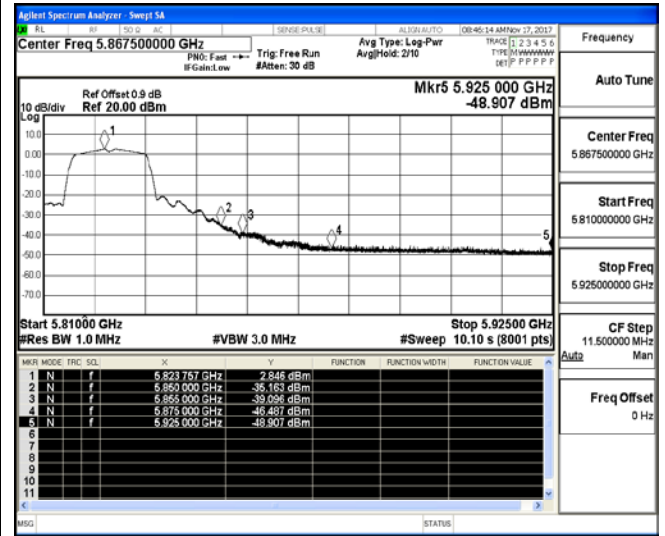 Agilent Spectrum Analyzer - Swept SA
RL RF 50 Ω AC SENSE:PULSE ALIGN AUTO 08:46:14 AM Nov 17, 2017
Center Freq 5.867500000 GHz
PNO: Fast
IFGain:Low
Trig: Free Run
#Atten: 30 dB
Avg Type: Log-Pwr
Avg|Hold: 2/10
TRACE 1 2 3 4 5 6
TYPE MWWWWW
DET P P P P P P
Ref Offset 0.9 dB
10 dB/div Ref 20.00 dBm
Log
Mkr5 5.925 000 GHz
-48.907 dBm
10.0
0.00
-10.0
-20.0
-30.0
-40.0
-50.0
-60.0
-70.0
1
2
3
4
5
Start 5.81000 GHz
Stop 5.92500 GHz
#Res BW 1.0 MHz #VBW 3.0 MHz #Sweep 10.10 s (8001 pts)
MKR MODE TRC SCL X Y FUNCTION FUNCTION WIDTH FUNCTION VALUE
1 N f 5.823 757 GHz 2.846 dBm
2 N f 5.850 000 GHz -35.163 dBm
3 N f 5.855 000 GHz -39.096 dBm
4 N f 5.875 000 GHz -46.487 dBm
5 N f 5.925 000 GHz -48.907 dBm
6
7
8
9
10
11
MSG STATUS
Frequency
Auto Tune
Center Freq
5.867500000 GHz
Start Freq
5.810000000 GHz
Stop Freq
5.925000000 GHz
CF Step
11.500000 MHz
Auto Man
Freq Offset
0 Hz